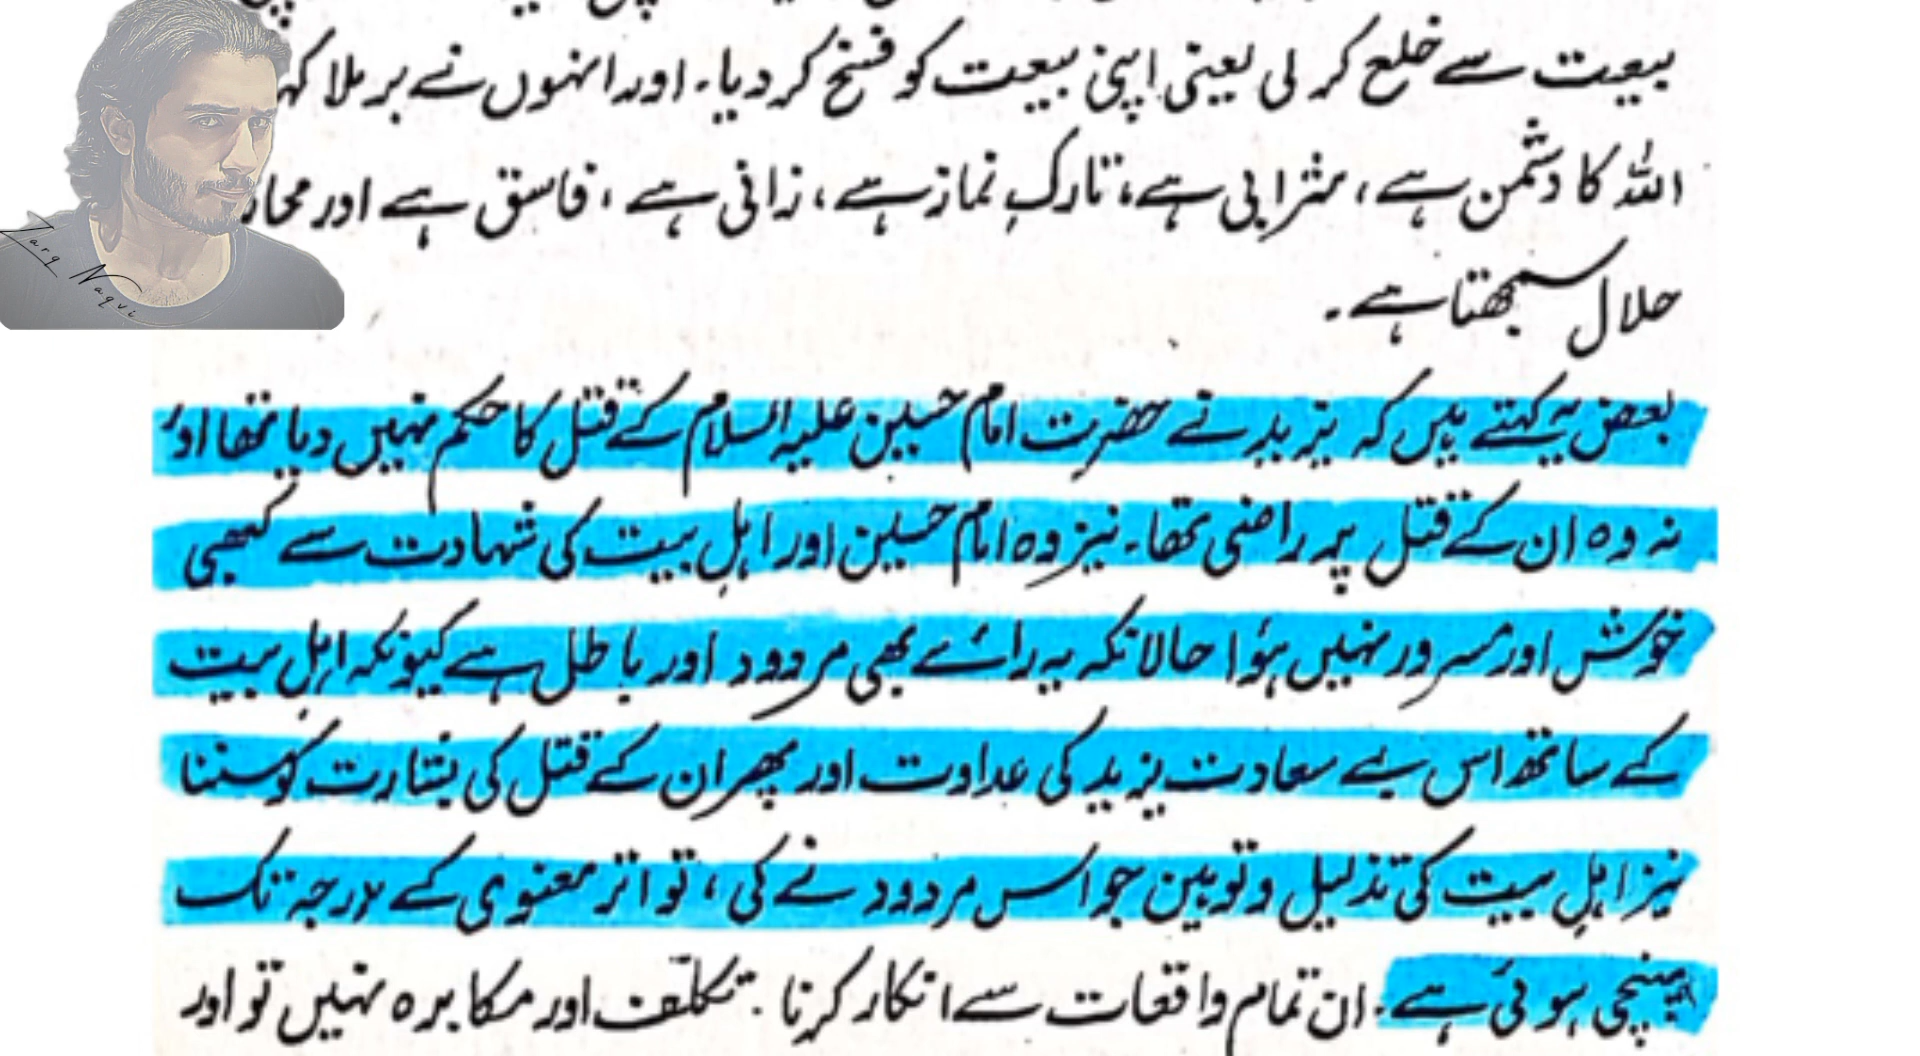 بیعت سے خلع کر لی یعنی اپنی بیعت کو فسخ کر دیا۔ اور انہوں نے بر ملا کہ
اللہ کا دشمن ہے، شرابی ہے، تارکِ نماز ہے، زانی ہے، فاسق ہے اور محا
حلال سمجھتا ہے۔
بعض یہ کہتے ہیں کہ یزید نے حضرت امام حسین علیہ السلام کے قتل کا حکم نہیں دیا تھا اور
نہ وہ ان کے قتل پر راضی تھا۔ نیز وہ امام حسین اور اہلِ بیت کی شہادت سے کبھی
خوش اور مسرور نہیں ہؤا حالانکہ یہ رائے بھی مردود اور باطل ہے کیونکہ اہلِ بیت
کے ساتھ اس بے سعادت یزید کی عداوت اور پھر ان کے قتل کی بشارت کو سننا
نیز اہلِ بیت کی تذلیل و توہین جو اس مردود نے کی، تواتر معنوی کے درجہ تک
پہنچی ہوئی ہے۔ ان تمام واقعات سے انکار کرنا۔ تکلّف اور مکابرہ نہیں تو اور
Zarq Naqvi